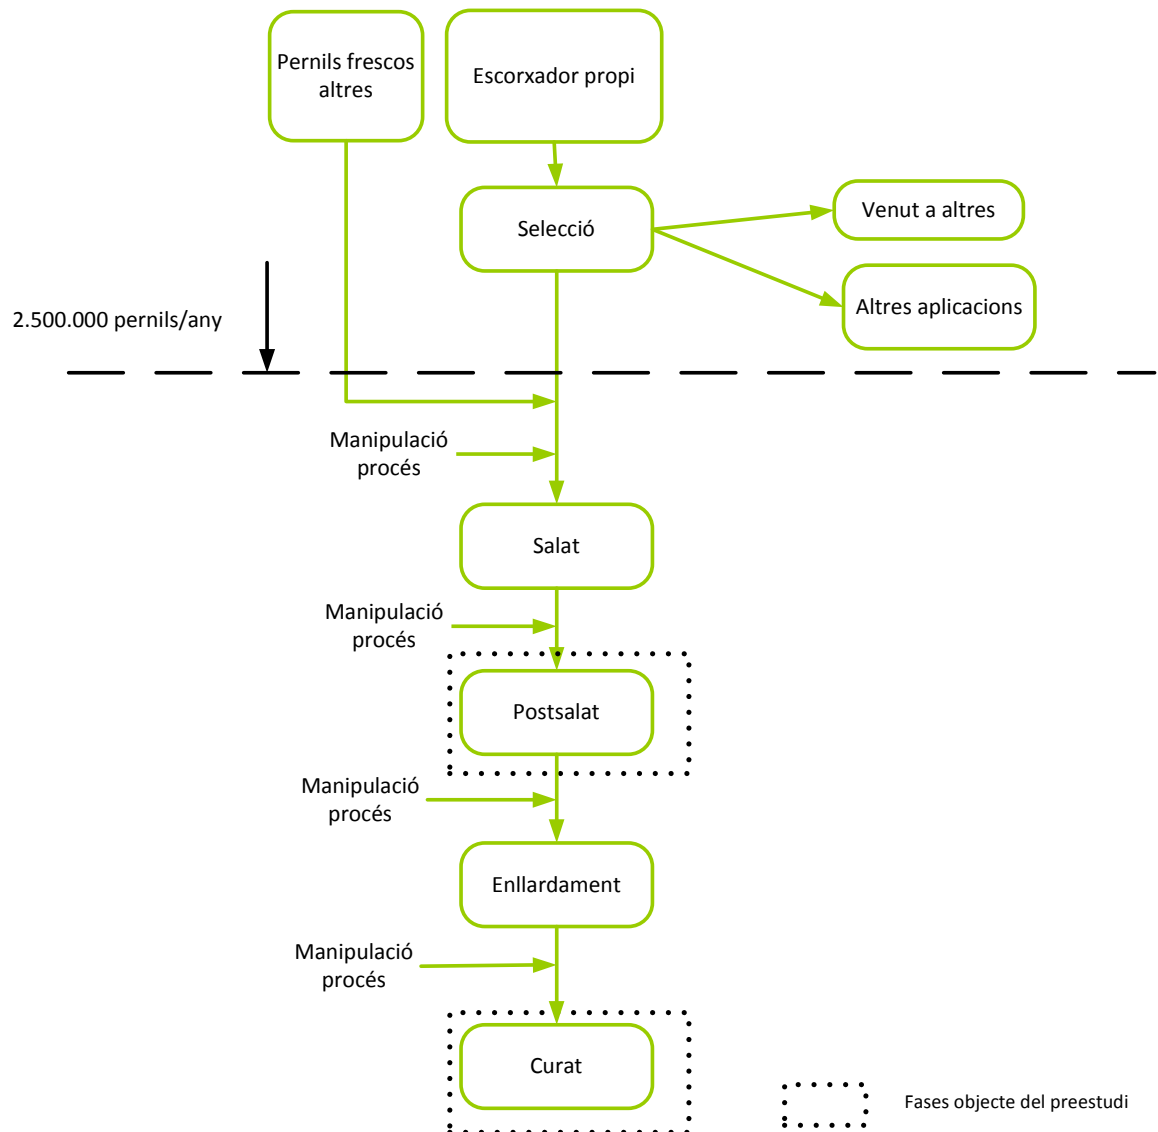 Pernils frescos
altres
Escorxador propi
Selecció
Venut a altres
Altres aplicacions
2.500.000 pernils/any
Manipulació
procés
Salat
Manipulació
procés
Postsalat
Manipulació
procés
Enllardament
Manipulació
procés
Curat
Fases objecte del preestudi